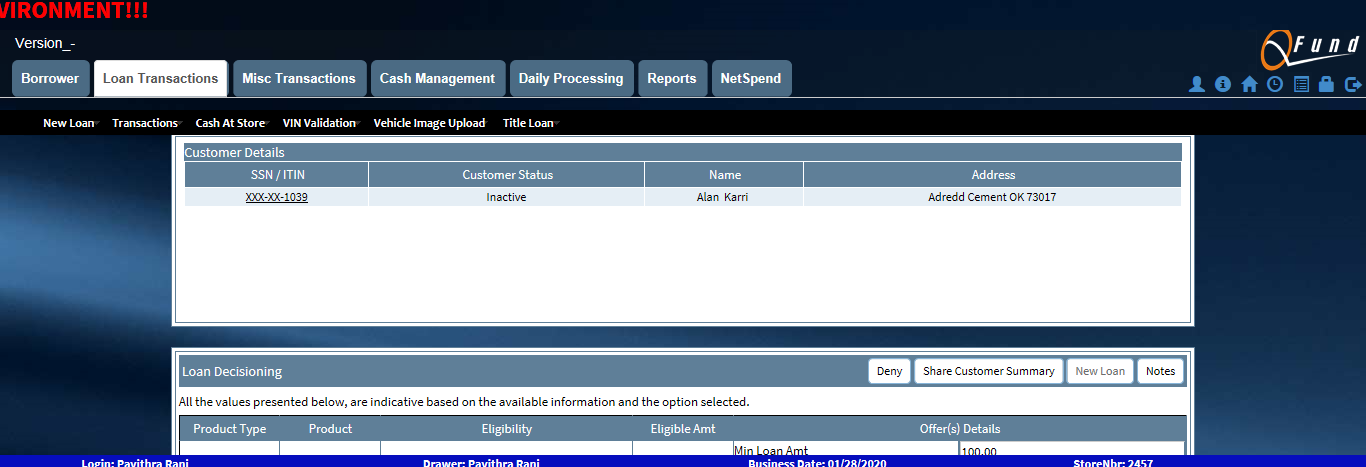 VIRONMENT!!!
Version_-
QFund
Borrower Loan Transactions Misc Transactions Cash Management Daily Processing Reports NetSpend
New Loan Transactions Cash At Store VIN Validation Vehicle Image Upload Title Loan
Customer Details
SSN / ITIN Customer Status Name Address
XXX-XX-1039 Inactive Alan Karri Adredd Cement OK 73017
Loan Decisioning Deny Share Customer Summary New Loan Notes
All the values presented below, are indicative based on the available information and the option selected.
Product Type Product Eligibility Eligible Amt Offer(s) Details
Min Loan Amt 100.00
Login: Pavithra Rani Drawer: Pavithra Rani Business Date: 01/28/2020 StoreNbr: 2457